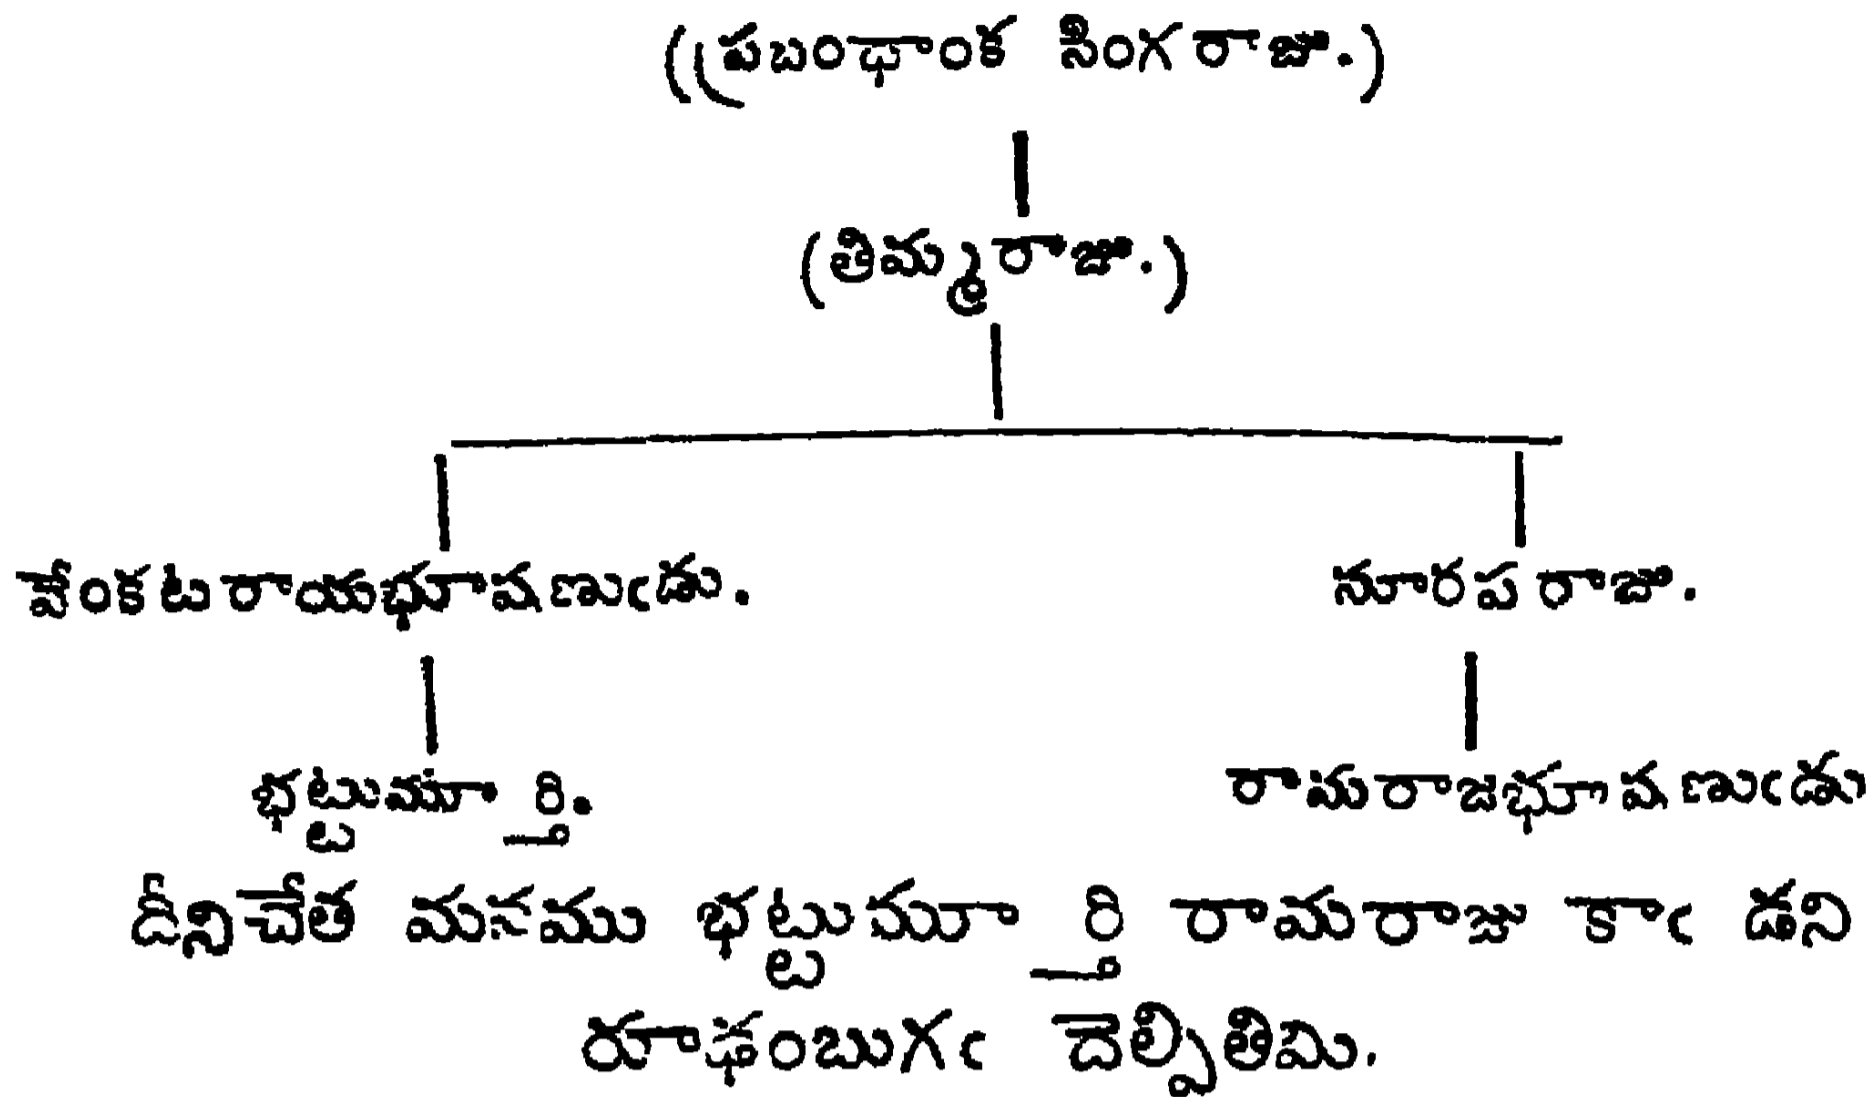 (ప్రబంధాంక సింగరాజు.)
(తిమ్మరాజు.)
వేంకటరాయభూషణుఁడు. సూరపరాజు.
భట్టుమూర్తి. రామరాజభూషణుఁడు
దీనిచేత మనము భట్టుమూర్తి రామరాజు కాఁ డని
రూఢంబుగఁ దెల్పితిమి.